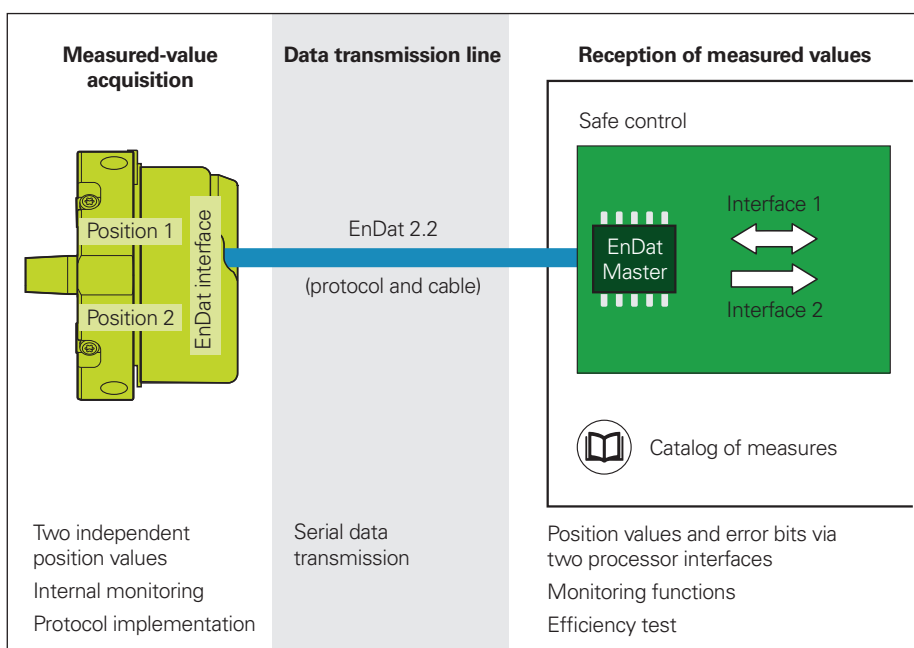 Measured-value
acquisition
Data transmission line
Reception of measured values
Position 1
Position 2
EnDat interface
EnDat 2.2
(protocol and cable)
Safe control
EnDat
Master
Interface 1
Interface 2
Catalog of measures
Two independent
position values
Internal monitoring
Protocol implementation
Serial data
transmission
Position values and error bits via
two processor interfaces
Monitoring functions
Efficiency test